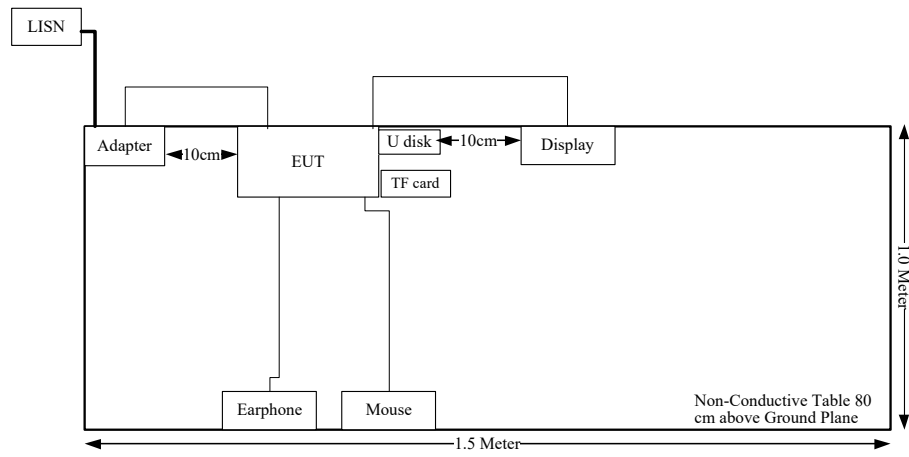 LISN
Adapter
10cm
EUT
U disk
10cm
Display
TF card
1.0 Meter
Earphone
Mouse
Non-Conductive Table 80
cm above Ground Plane
1.5 Meter